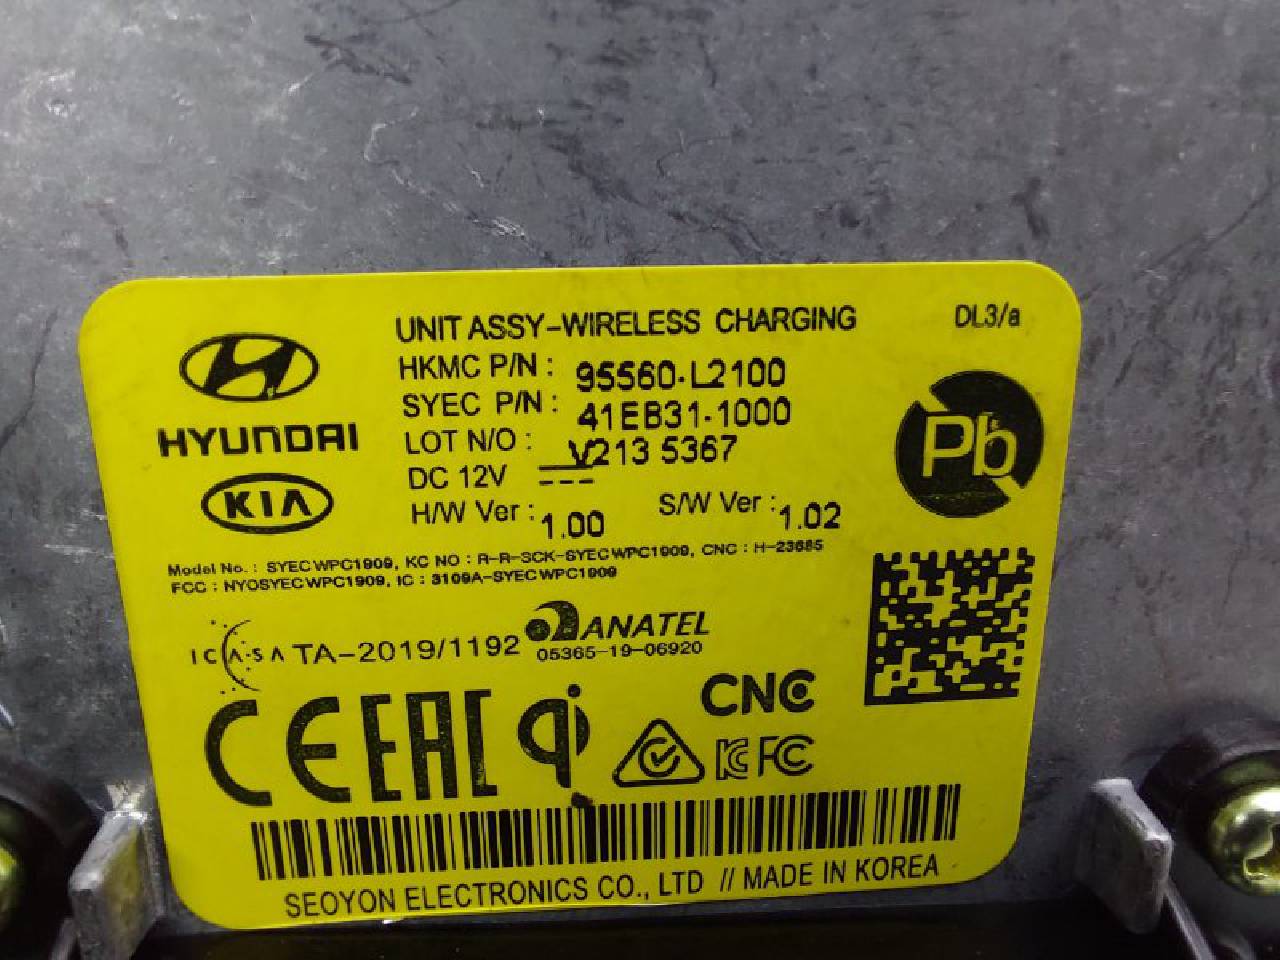 UNIT ASSY-WIRELESS CHARGING
DL3/a
HYUNDAI
KIA
HKMC P/N : 95560-L2100
SYEC P/N : 41EB31-1000
LOT N/O : V213 5367
DC 12V
H/W Ver : 1.00
S/W Ver : 1.02
Pb
Model No. : SYECWPC1909, KC NO : R-R-SCK-SYECWPC1909, CNC : H-23685
FCC : NYOSYECWPC1909, IC : 3109A-SYECWPC1909
ICASA TA-2019/1192
ANATEL
05365-19-06920
CE EAC qi
CNC
KC FC
SEOYON ELECTRONICS CO., LTD // MADE IN KOREA